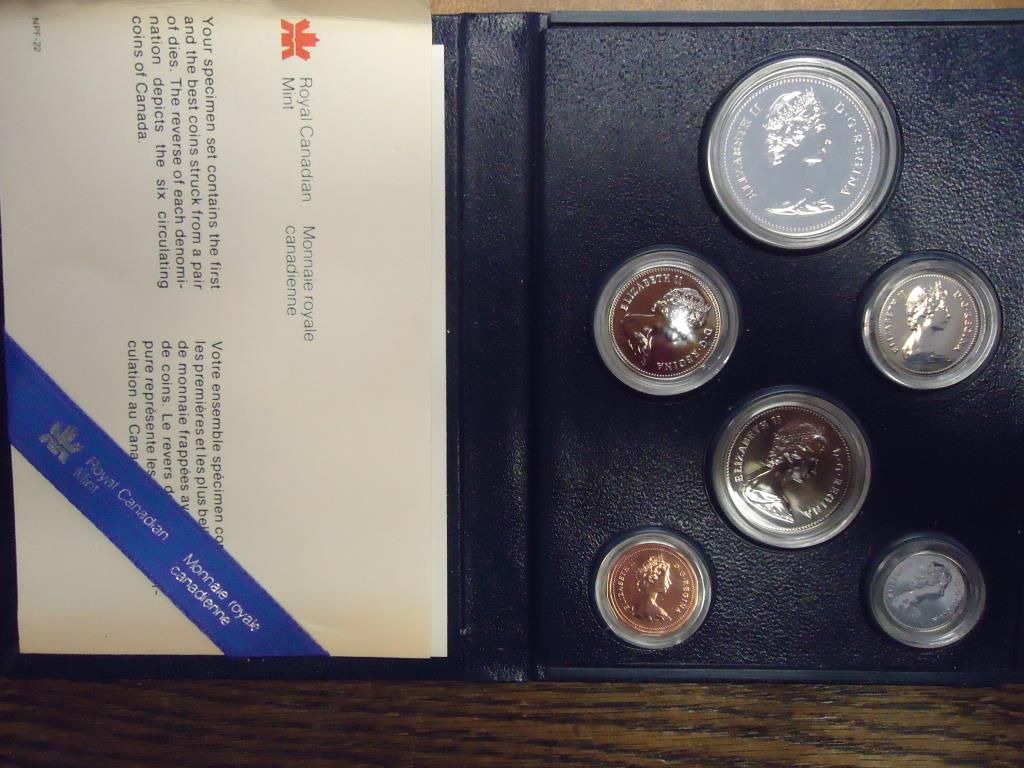 Royal Canadian
Mint
Monnaie royale
canadienne
Your specimen set contains the first
and the best coins struck from a pair
of dies. The reverse of each denomi-
nation depicts the six circulating
coins of Canada.
Votre ensemble spécimen co
les premières et les plus bel
de monnaie frappées av
de coins. Le revers d
pure représente les
culation au Cana
NPF-22
Royal Canadian
Mint
Monnaie royale
canadienne
ELIZABETH II D·G·REGINA
ELIZABETH II D·G·REGINA
ELIZABETH II D·G·REGINA
ELIZABETH II D·G·REGINA
ELIZABETH II D·G·REGINA